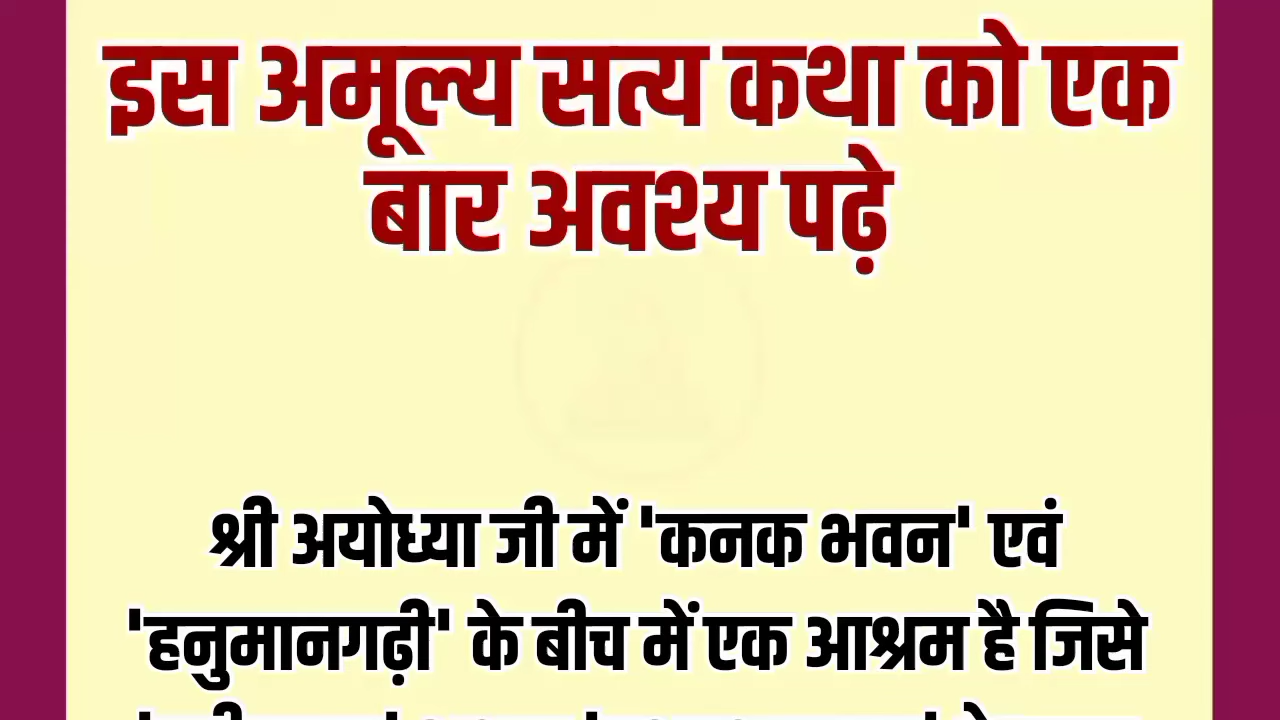 इस अमूल्य सत्य कथा को एक
बार अवश्य पढ़े
श्री अयोध्या जी में 'कनक भवन' एवं
'हनुमानगढ़ी' के बीच में एक आश्रम है जिसे